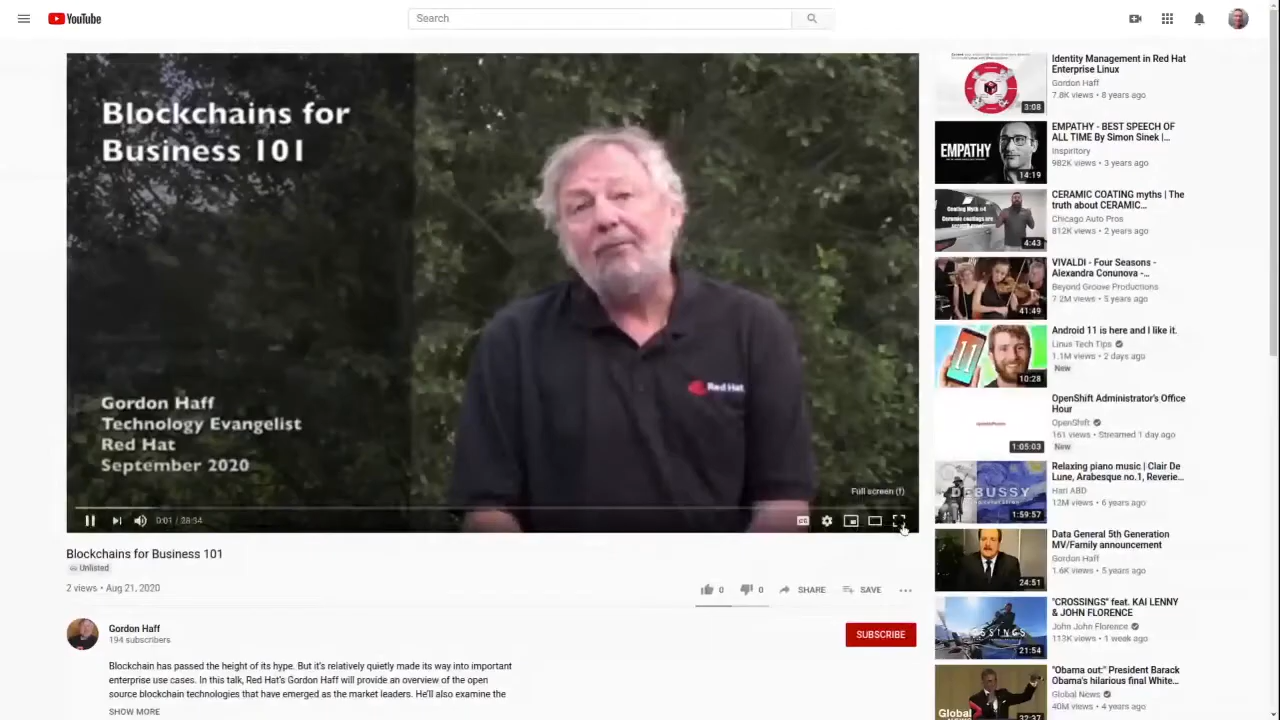 YouTube
Search
Blockchains for
Business 101
Gordon Haff
Technology Evangelist
Red Hat
September 2020
Red Hat
Full screen (f)
0:01 / 28:54
Blockchains for Business 101
Unlisted
2 views • Aug 21, 2020
0
0
SHARE
SAVE
Gordon Haff
194 subscribers
SUBSCRIBE
Blockchain has passed the height of its hype. But it's relatively quietly made its way into important
enterprise use cases. In this talk, Red Hat's Gordon Haff will provide an overview of the open
source blockchain technologies that have emerged as the market leaders. He'll also examine the
SHOW MORE
3:08
Identity Management in Red Hat
Enterprise Linux
Gordon Haff
7.8K views • 8 years ago
EMPATHY
14:19
EMPATHY - BEST SPEECH OF
ALL TIME By Simon Sinek |...
Inspiritory
982K views • 3 years ago
Coating Myth #4
Ceramic coatings are
4:43
CERAMIC COATING myths | The
truth about CERAMIC...
Chicago Auto Pros
812K views • 2 years ago
41:49
VIVALDI - Four Seasons -
Alexandra Conunova -...
Beyond Groove Productions
7.2M views • 5 years ago
11
10:28
Android 11 is here and I like it.
Linus Tech Tips
1.1M views • 2 days ago
New
1:05:03
OpenShift Administrator's Office
Hour
OpenShift
161 views • Streamed 1 day ago
New
DEBUSSY
1:59:57
Relaxing piano music | Clair De
Lune, Arabesque no.1, Reverie...
Hari ABD
12M views • 6 years ago
24:51
Data General 5th Generation
MV/Family announcement
Gordon Haff
1.6K views • 5 years ago
21:54
"CROSSINGS" feat. KAI LENNY
& JOHN FLORENCE
John John Florence
113K views • 1 week ago
Global
32:37
"Obama out:" President Barack
Obama's hilarious final White...
Global News
40M views • 4 years ago